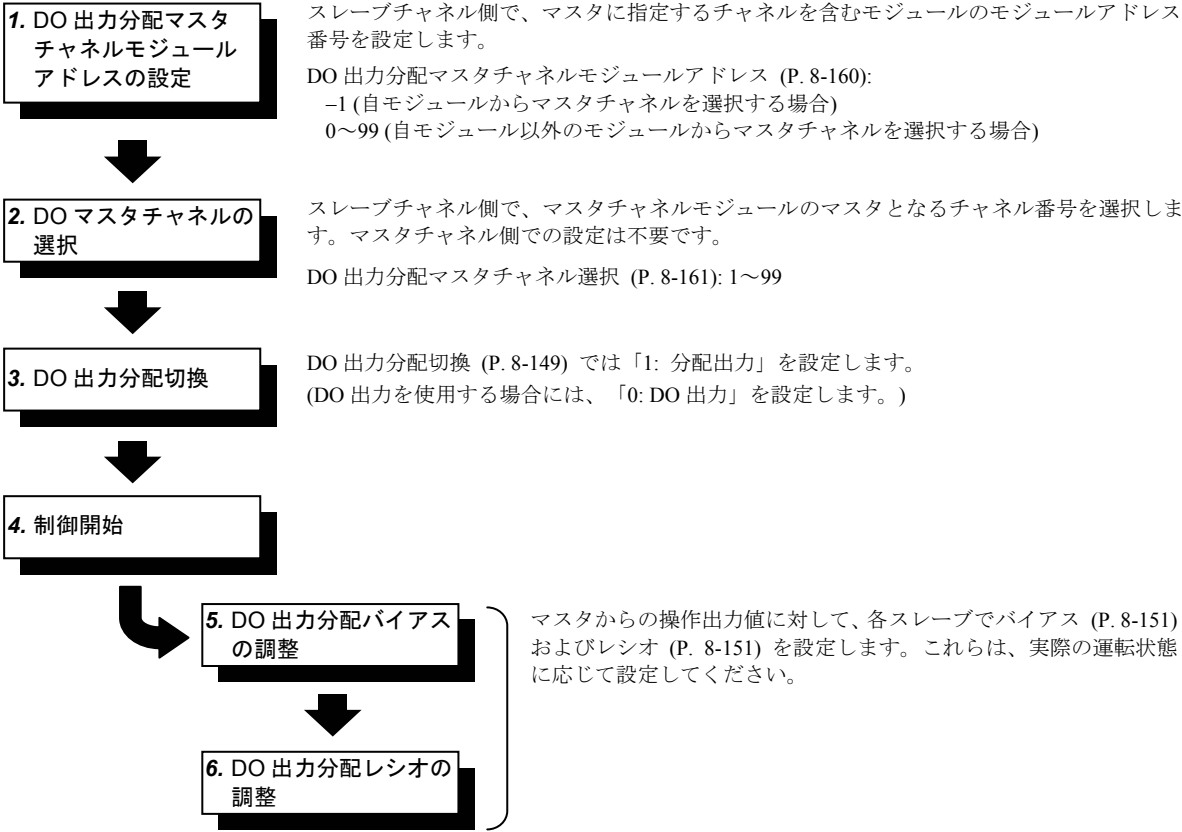 1. DO 出力分配マスタ
チャネルモジュール
アドレスの設定
スレーブチャネル側で、マスタに指定するチャネルを含むモジュールのモジュールアドレス
番号を設定します。
DO 出力分配マスタチャネルモジュールアドレス (P. 8-160):
–1 (自モジュールからマスタチャネルを選択する場合)
0～99 (自モジュール以外のモジュールからマスタチャネルを選択する場合)
2. DO マスタチャネルの
選択
スレーブチャネル側で、マスタチャネルモジュールのマスタとなるチャネル番号を選択しま
す。マスタチャネル側での設定は不要です。
DO 出力分配マスタチャネル選択 (P. 8-161): 1～99
3. DO 出力分配切換
DO 出力分配切換 (P. 8-149) では「1: 分配出力」を設定します。
(DO 出力を使用する場合には、「0: DO 出力」を設定します。)
4. 制御開始
5. DO 出力分配バイアス
の調整
マスタからの操作出力値に対して、各スレーブでバイアス (P. 8-151)
およびレシオ (P. 8-151) を設定します。これらは、実際の運転状態
に応じて設定してください。
6. DO 出力分配レシオの
調整